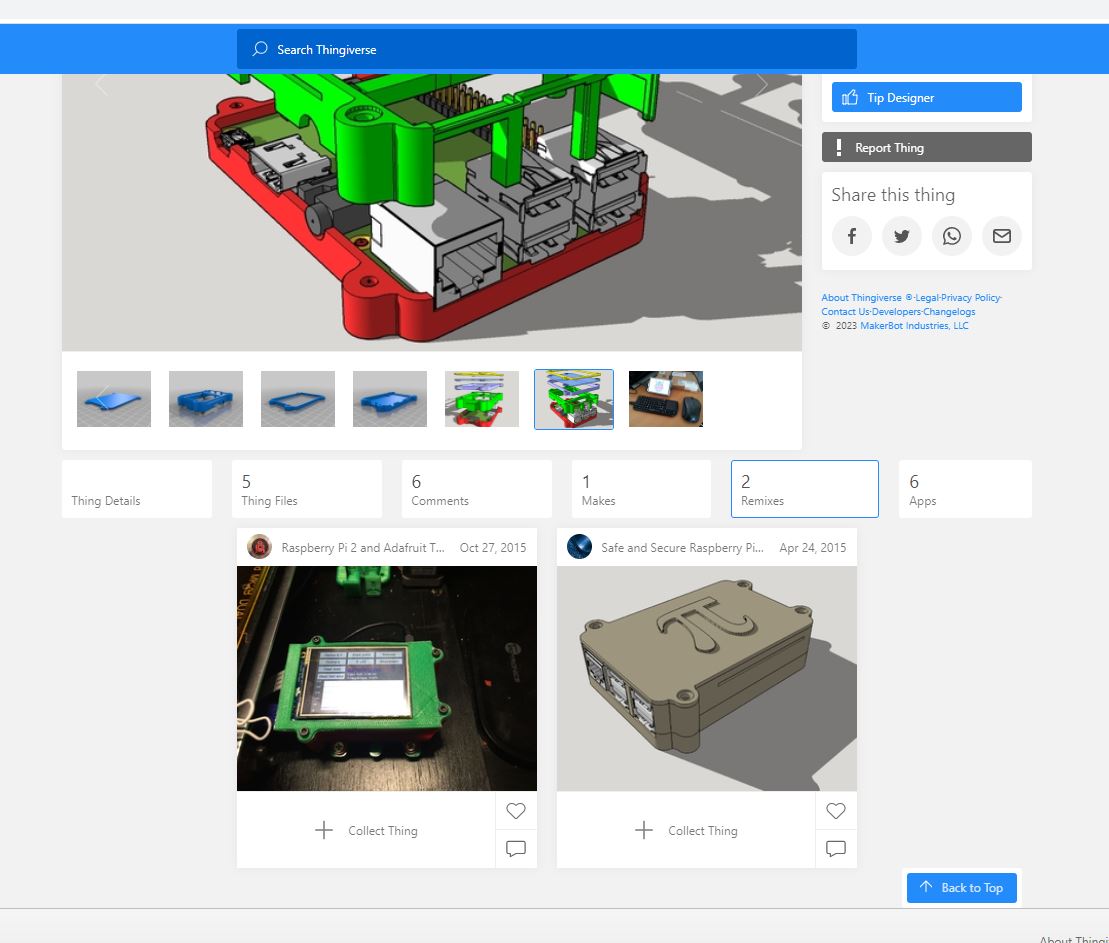 Search Thingiverse
Tip Designer
Report Thing
Share this thing
About Thingiverse ®·Legal·Privacy Policy·
Contact Us·Developers·Changelogs
© 2023 MakerBot Industries, LLC
Thing Details
5
Thing Files
6
Comments
1
Makes
2
Remixes
6
Apps
Raspberry Pi 2 and Adafruit T... Oct 27, 2015
Safe and Secure Raspberry Pi... Apr 24, 2015
π
Collect Thing
Collect Thing
Back to Top